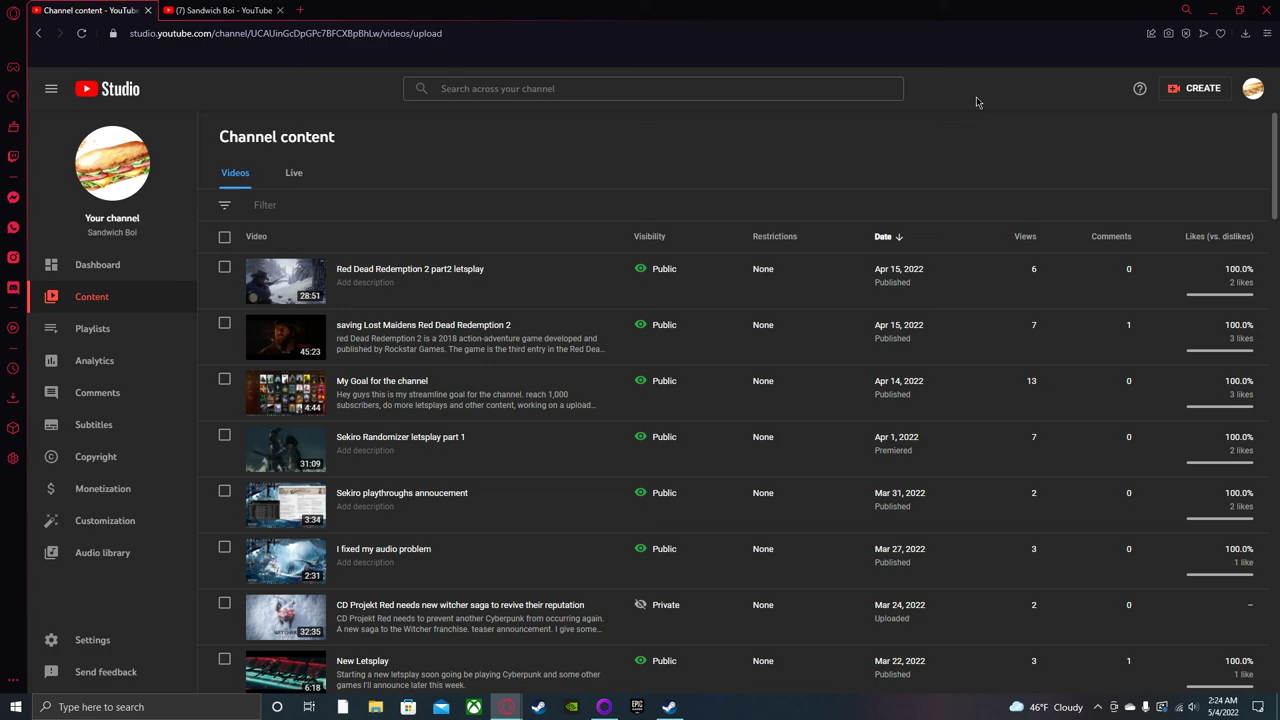 Channel content - YouTube
(7) Sandwich Boi - YouTube
studio.youtube.com/channel/UCAUinGcDpGPc7BFCXBpBhLw/videos/upload
Studio
Search across your channel
CREATE
Your channel
Sandwich Boi
Dashboard
Content
Playlists
Analytics
Comments
Subtitles
Copyright
Monetization
Customization
Audio library
Settings
Send feedback
Channel content
Videos Live
Filter
Video Visibility Restrictions Date Views Comments Likes (vs. dislikes)
28:51 Red Dead Redemption 2 part2 letsplay Public None Apr 15, 2022 6 0 100.0%
Add description Published 2 likes
45:23 saving Lost Maidens Red Dead Redemption 2 Public None Apr 15, 2022 7 1 100.0%
red Dead Redemption 2 is a 2018 action-adventure game developed and Published 3 likes
published by Rockstar Games. The game is the third entry in the Red Dea...
4:44 My Goal for the channel Public None Apr 14, 2022 13 0 100.0%
Hey guys this is my streamline goal for the channel. reach 1,000 Published 3 likes
subscribers, do more letsplays and other content, working on a upload...
31:09 Sekiro Randomizer letsplay part 1 Public None Apr 1, 2022 7 0 100.0%
Add description Premiered 2 likes
3:34 Sekiro playthroughs annoucement Public None Mar 31, 2022 2 0 100.0%
Add description Published 2 likes
2:31 I fixed my audio problem Public None Mar 27, 2022 3 0 100.0%
Add description Published 1 like
32:35 CD Projekt Red needs new witcher saga to revive their reputation Private None Mar 24, 2022 2 0 –
CD Projekt Red needs to prevent another Cyberpunk from occurring again. Uploaded
A new saga to the Witcher franchise. teaser announcement. I give some...
6:18 New Letsplay Public None Mar 22, 2022 3 1 100.0%
Starting a new letsplay soon going be playing Cyberpunk and some other Published 1 like
games I'll announce later this week.
Type here to search
46°F Cloudy
2:24 AM
5/4/2022